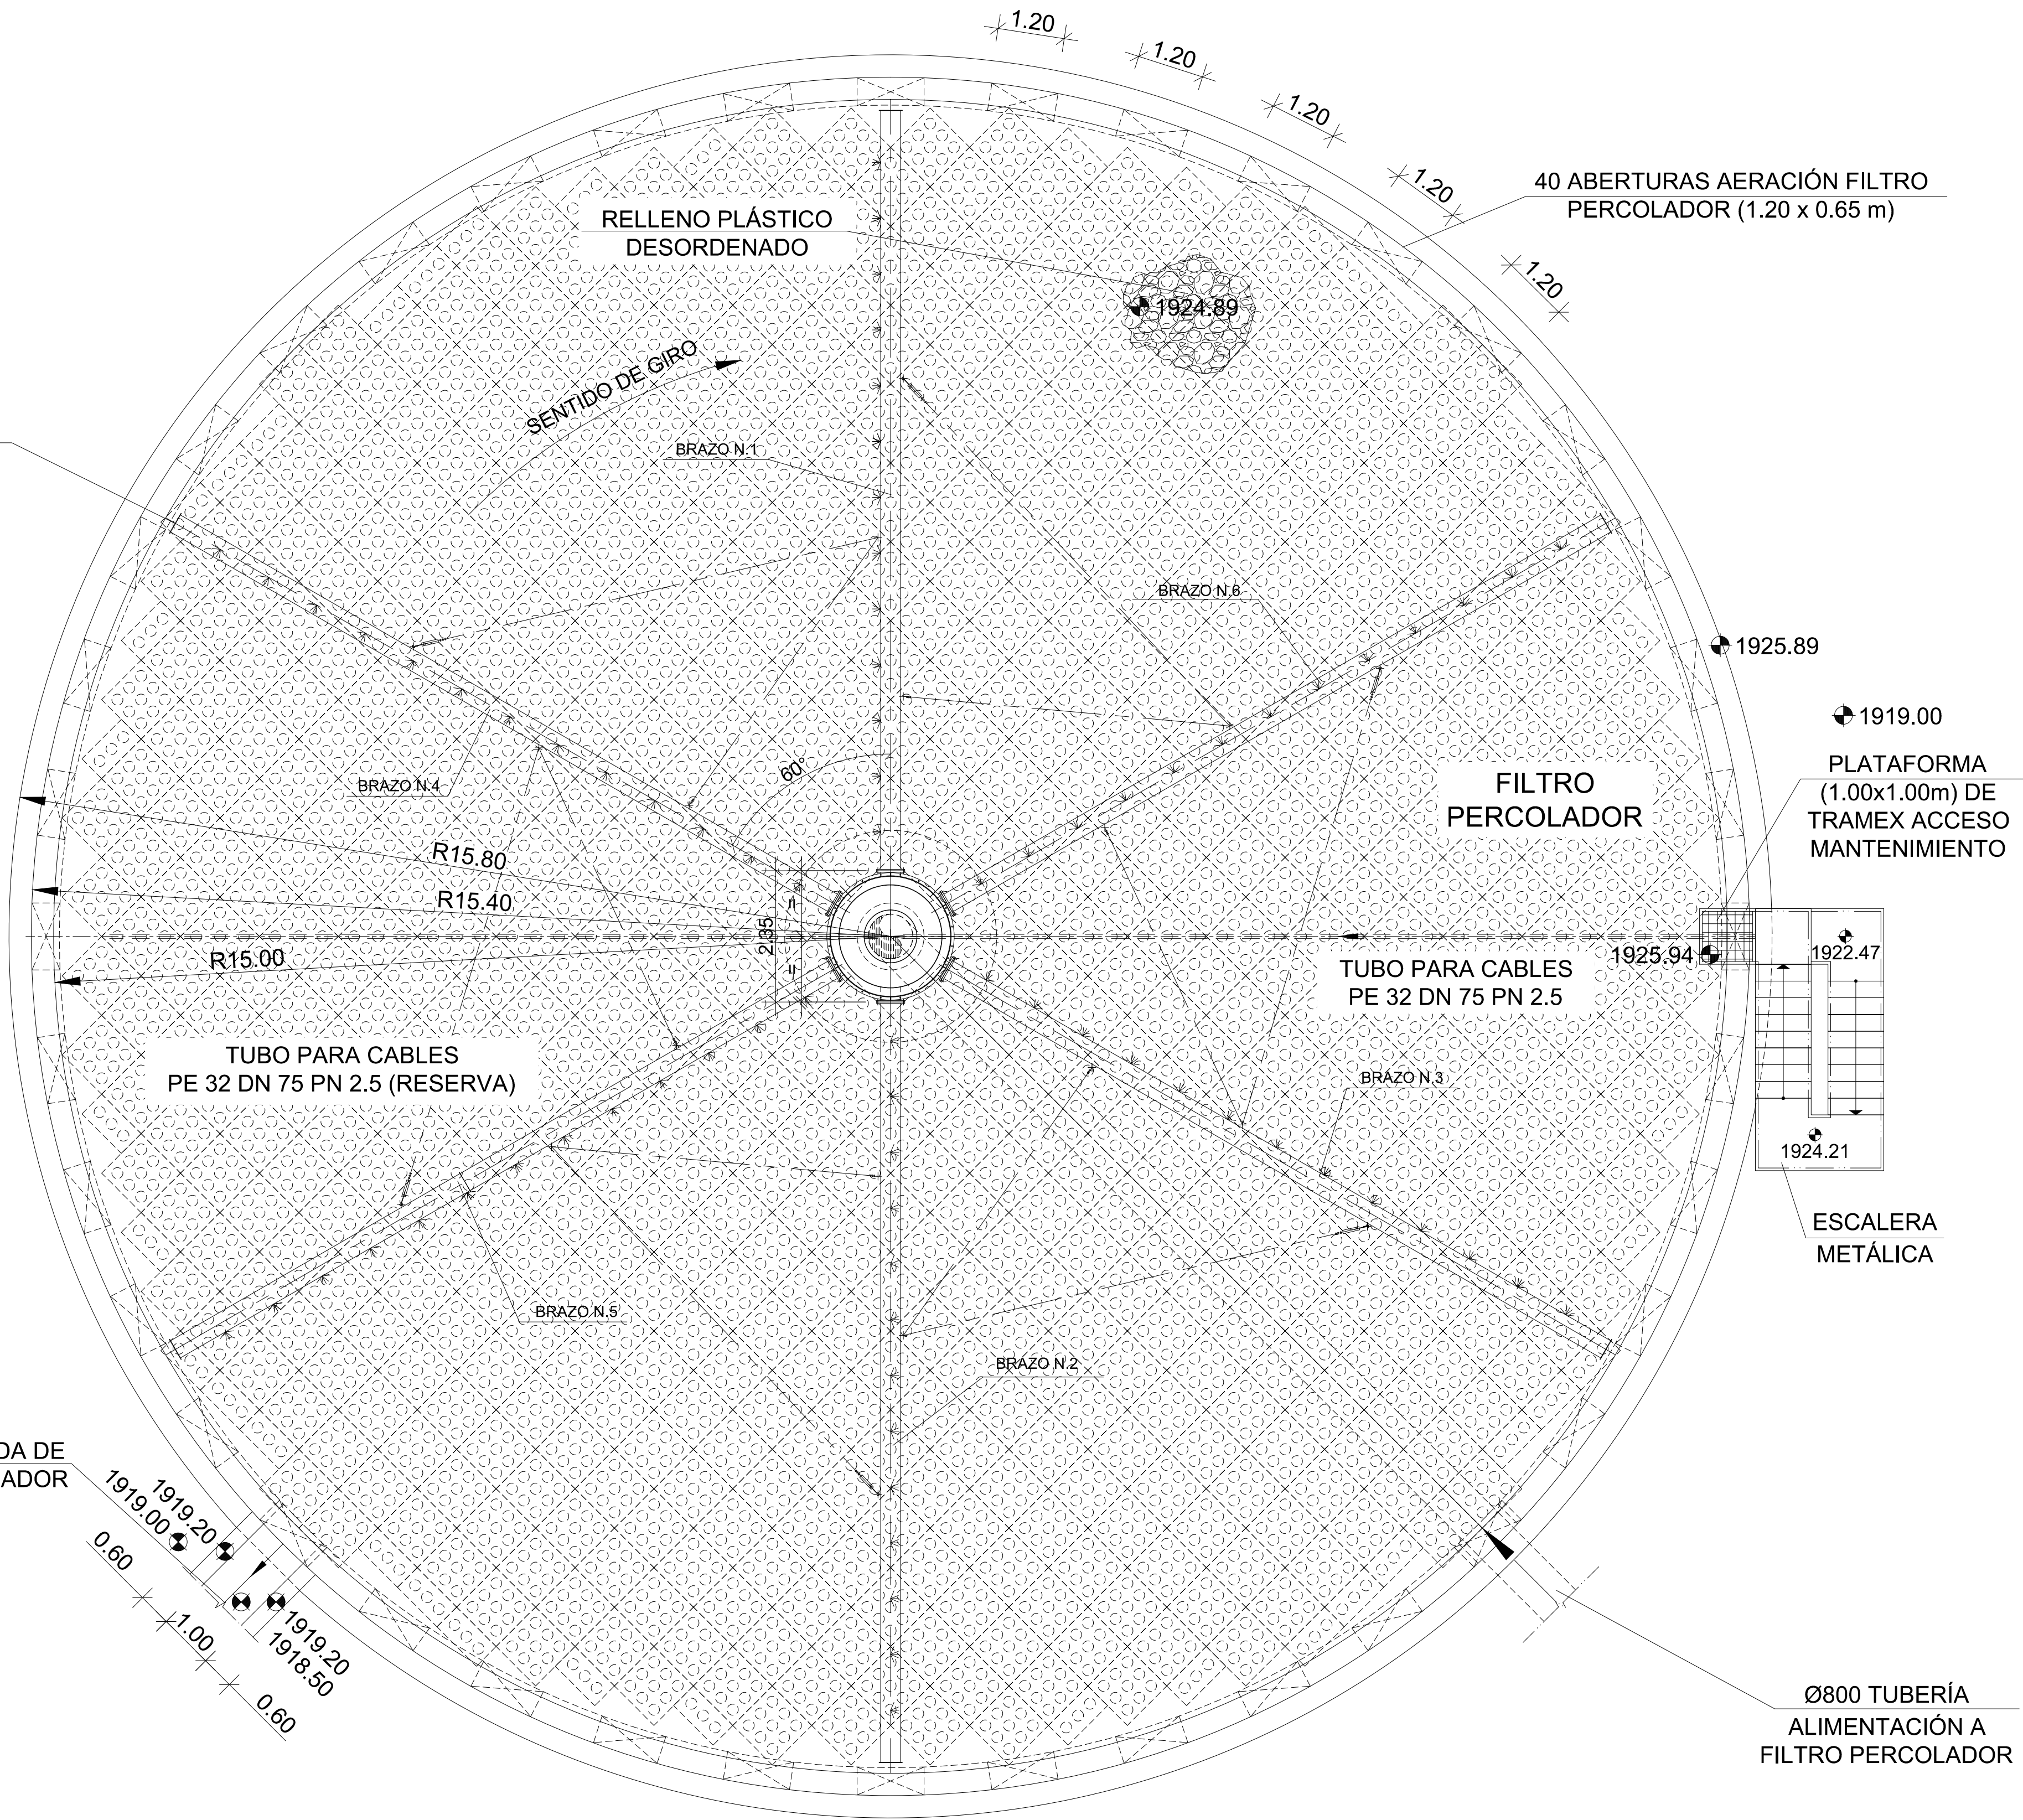 1.20
1.20
1.20
1.20
1.20
40 ABERTURAS AERACIÓN FILTRO
PERCOLADOR (1.20 x 0.65 m)
RELLENO PLÁSTICO
DESORDENADO
1924.89
SENTIDO DE GIRO
BRAZO N.1
BRAZO N.6
1925.89
1919.00
PLATAFORMA
(1.00x1.00m) DE
TRAMEX ACCESO
MANTENIMIENTO
60°
BRAZO N.4
FILTRO
PERCOLADOR
R15.80
R15.40
R15.00
=
2.35
=
1925.94
1922.47
TUBO PARA CABLES
PE 32 DN 75 PN 2.5
TUBO PARA CABLES
PE 32 DN 75 PN 2.5 (RESERVA)
BRAZO N.3
1924.21
ESCALERA
METÁLICA
BRAZO N.5
BRAZO N.2
DA DE
ADOR
1919.00
1919.20
0.60
1.00
0.60
1919.20
1918.50
Ø800 TUBERÍA
ALIMENTACIÓN A
FILTRO PERCOLADOR